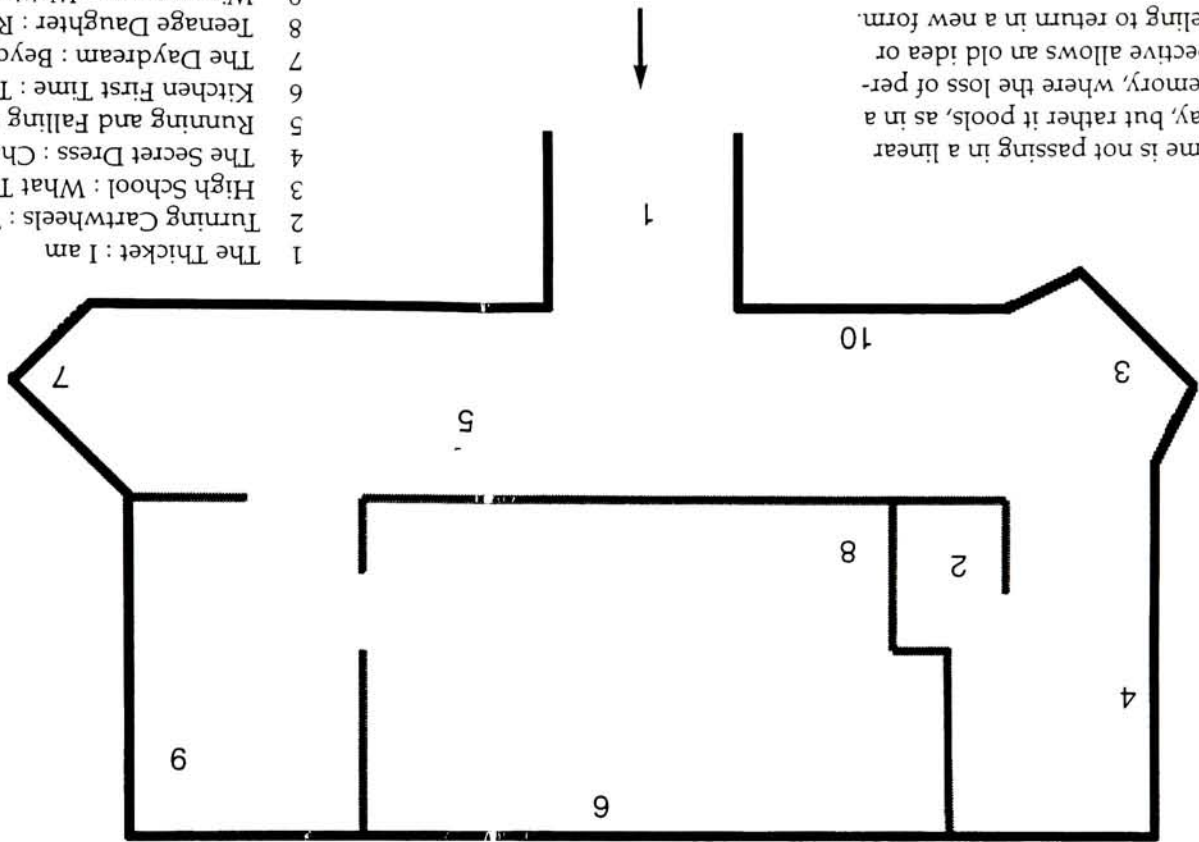 6
9
4
2
8
5
3
7
10
1
me is not passing in a linear
ay, but rather it pools, as in a
emory, where the loss of per-
pective allows an old idea or
eling to return in a new form.
1 The Thicket : I am
2 Turning Cartwheels :
3 High School : What
4 The Secret Dress :
5 Running and Falling
6 Kitchen First Time :
7 The Daydream :
8 Teenage Daughter :
9